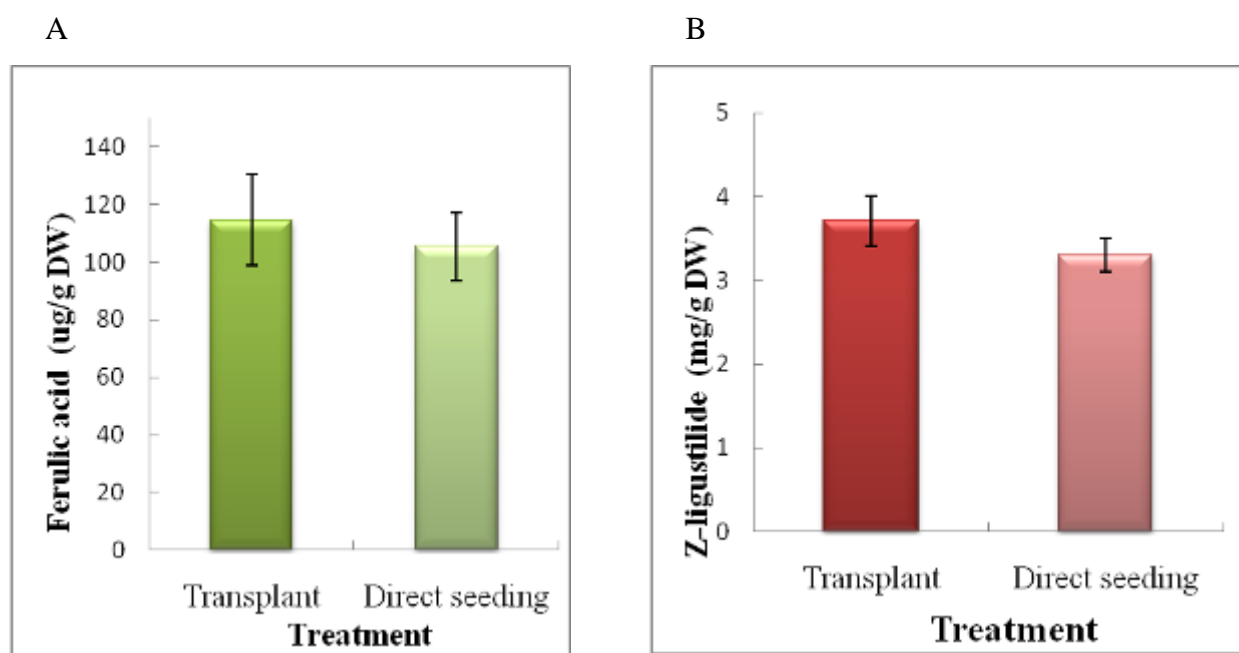 A
Ferulic acid (ug/g DW)
140
120
100
80
60
40
20
0
Transplant Direct seeding
Treatment
B
Z-ligustilide (mg/g DW)
5
4
3
2
1
0
Transplant Direct seeding
Treatment